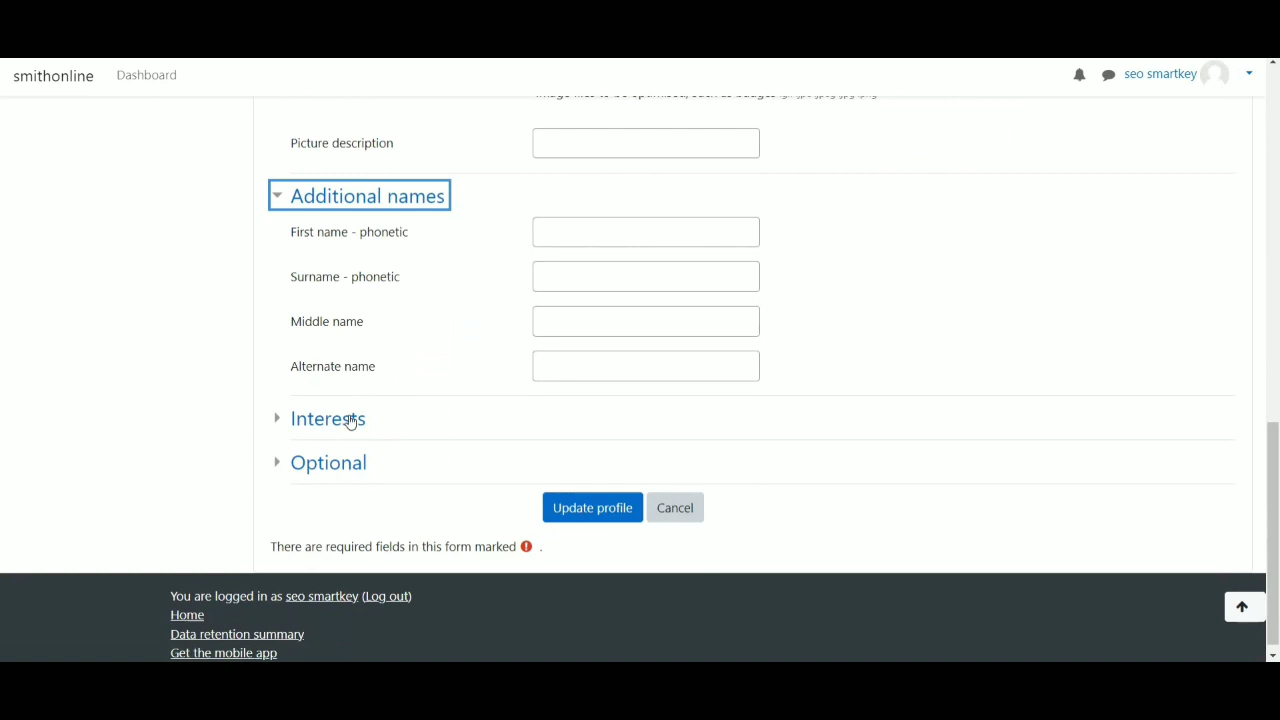 smithonline Dashboard seo smartkey
Picture description
Additional names
First name - phonetic
Surname - phonetic
Middle name
Alternate name
Interests
Optional
Update profile Cancel
There are required fields in this form marked .
You are logged in as seo smartkey (Log out)
Home
Data retention summary
Get the mobile app